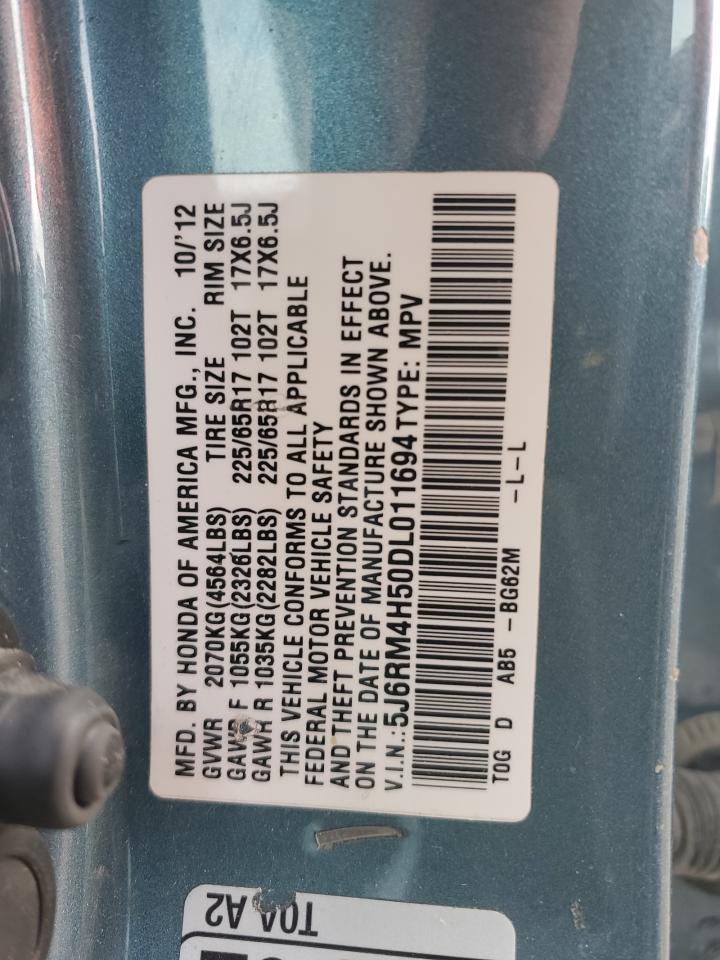 MFD. BY HONDA OF AMERICA MFG., INC. 10/'12
GVWR 2070KG(4564LBS) TIRE SIZE RIM SIZE
GAWR F 1055KG(2326LBS) 225/65R17 102T 17X6.5J
GAWR R 1035KG(2282LBS) 225/65R17 102T 17X6.5J
THIS VEHICLE CONFORMS TO ALL APPLICABLE
FEDERAL MOTOR VEHICLE SAFETY
AND THEFT PREVENTION STANDARDS IN EFFECT
ON THE DATE OF MANUFACTURE SHOWN ABOVE.
V.I.N.:5J6RM4H50DL011694 TYPE: MPV
TOG D AB5 -BG62M -L-L
T0A A2